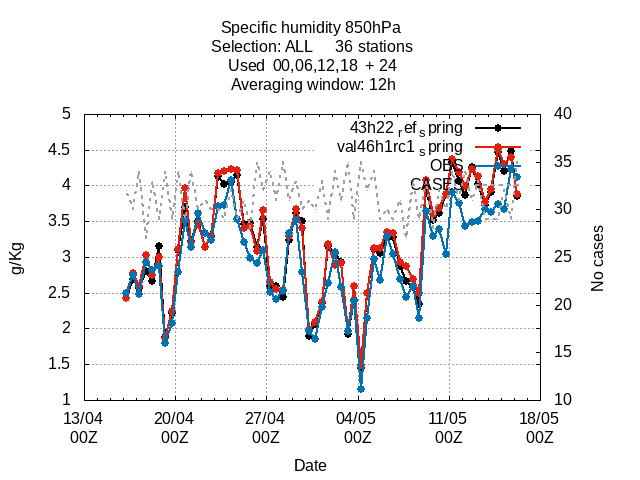 Specific humidity 850hPa
Selection: ALL 36 stations
Used 00,06,12,18 + 24
Averaging window: 12h
43h22_ref_spring
val46h1rc1_spring
OBS
CASES
5
4.5
4
3.5
3
2.5
2
1.5
1
g/Kg
40
35
30
25
20
15
10
No cases
13/04 20/04 27/04 04/05 11/05 18/05
00Z 00Z 00Z 00Z 00Z 00Z
Date